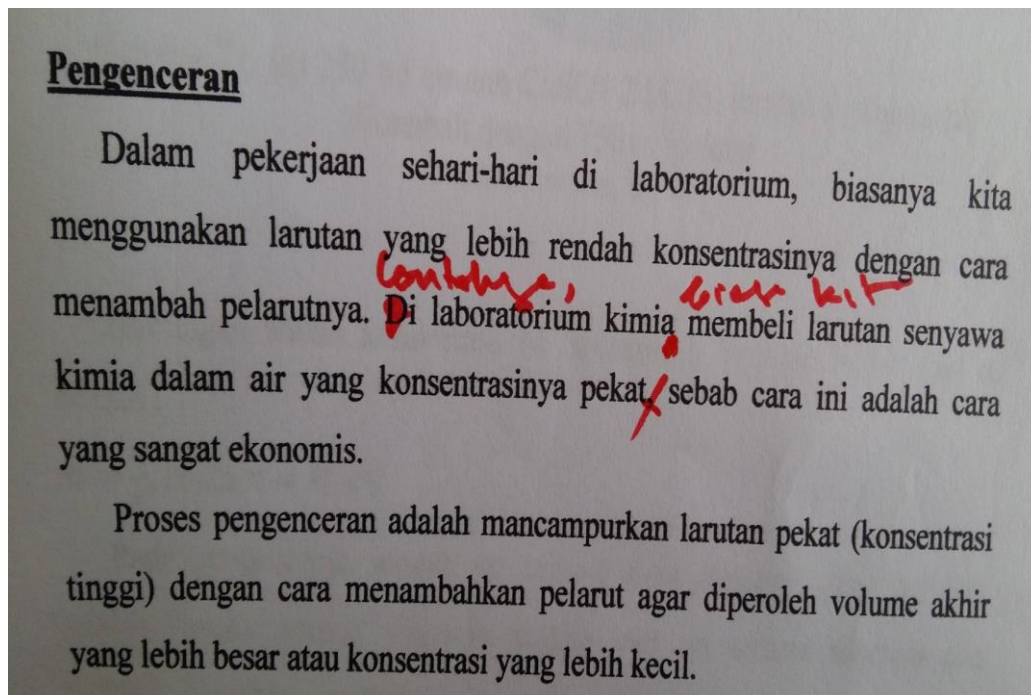 Pengenceran
Dalam pekerjaan sehari-hari di laboratorium, biasanya kita
menggunakan larutan yang lebih rendah konsentrasinya dengan cara
Contohnya,
menambah pelarutnya. Di laboratorium kimia membeli larutan senyawa
kimia dalam air yang konsentrasinya pekat, sebab cara ini adalah cara
yang sangat ekonomis.
Proses pengenceran adalah mancampurkan larutan pekat (konsentrasi
tinggi) dengan cara menambahkan pelarut agar diperoleh volume akhir
yang lebih besar atau konsentrasi yang lebih kecil.